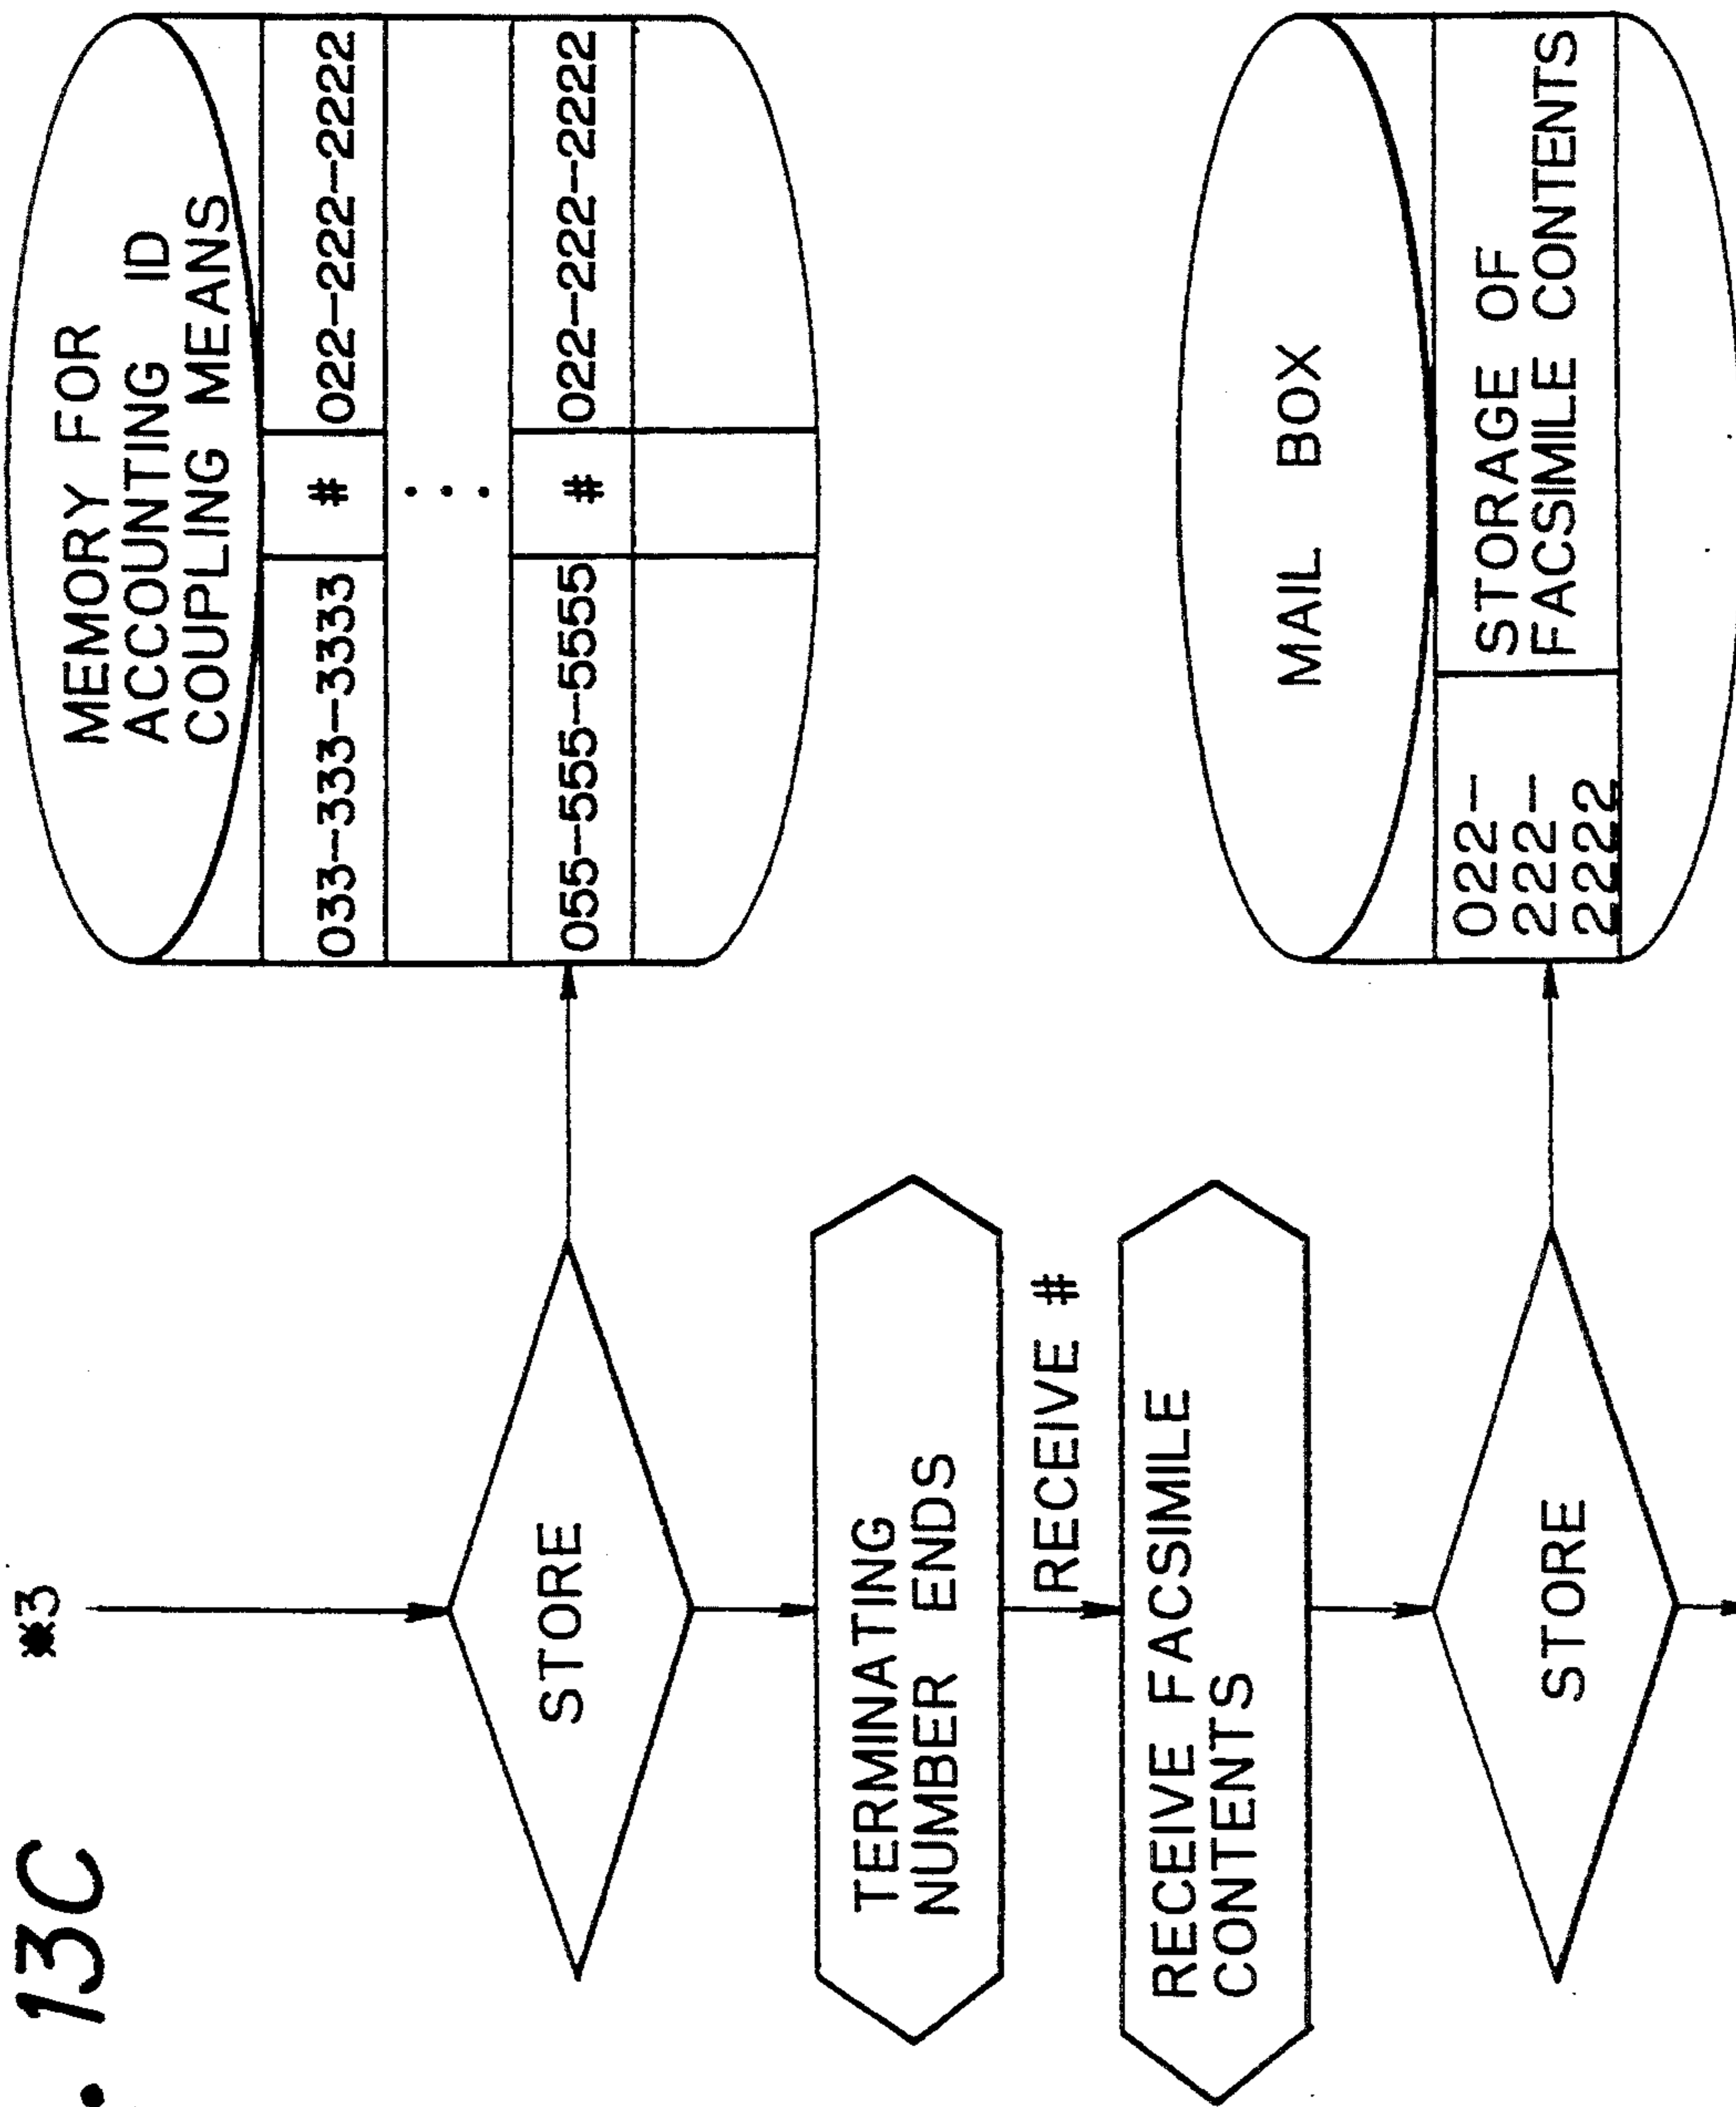 . 13C
*3
STORE
MEMORY FOR
ACCOUNTING ID
COUPLING MEANS
033-333-3333 # 022-222-2222
055-555-5555 # 022-222-2222
TERMINATING
NUMBER ENDS
RECEIVE #
RECEIVE FACSIMILE
CONTENTS
STORE
MAIL BOX
022-
222-
2222
STORAGE OF
FACSIMILE CONTENTS